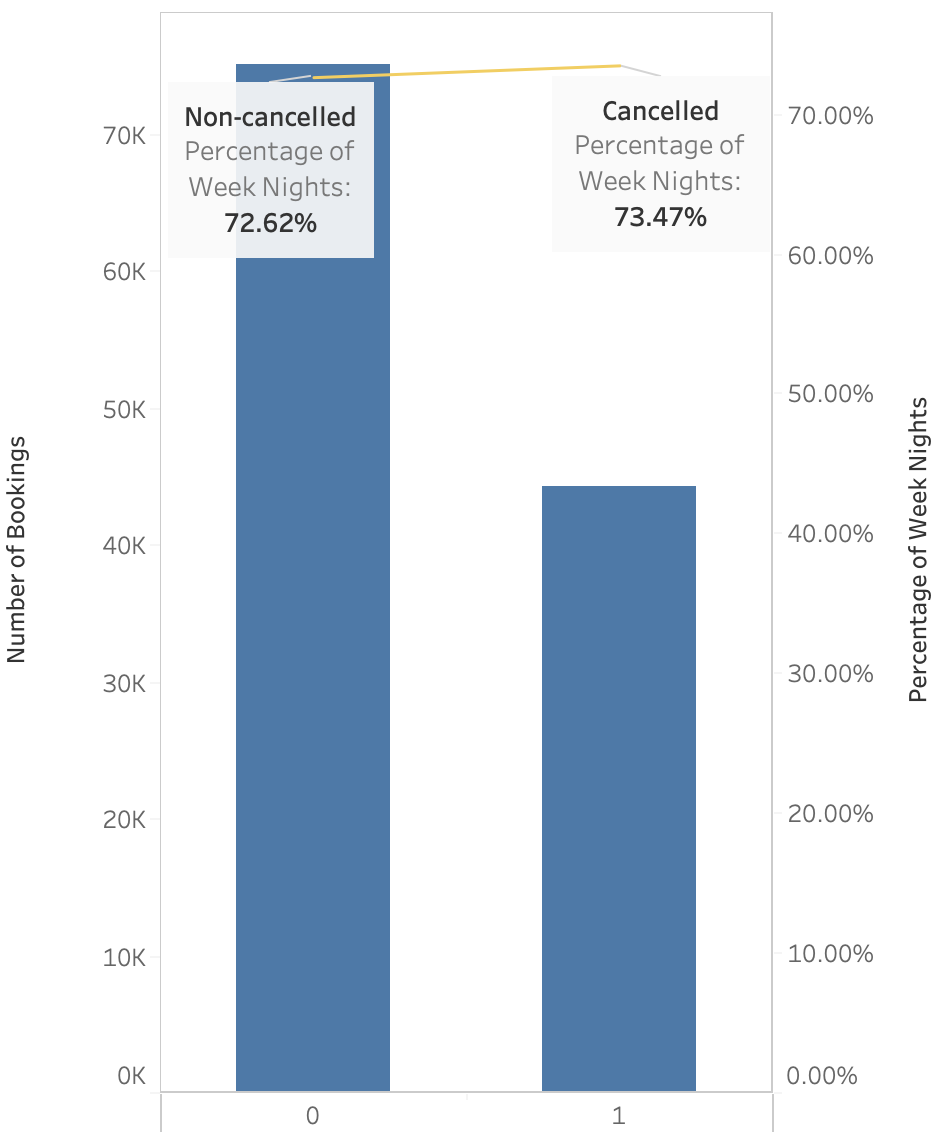 Number of Bookings
70K
60K
50K
40K
30K
20K
10K
0K
Non-cancelled
Percentage of
Week Nights:
72.62%
Cancelled
Percentage of
Week Nights:
73.47%
70.00%
60.00%
50.00%
40.00%
30.00%
20.00%
10.00%
0.00%
Percentage of Week Nights
0
1